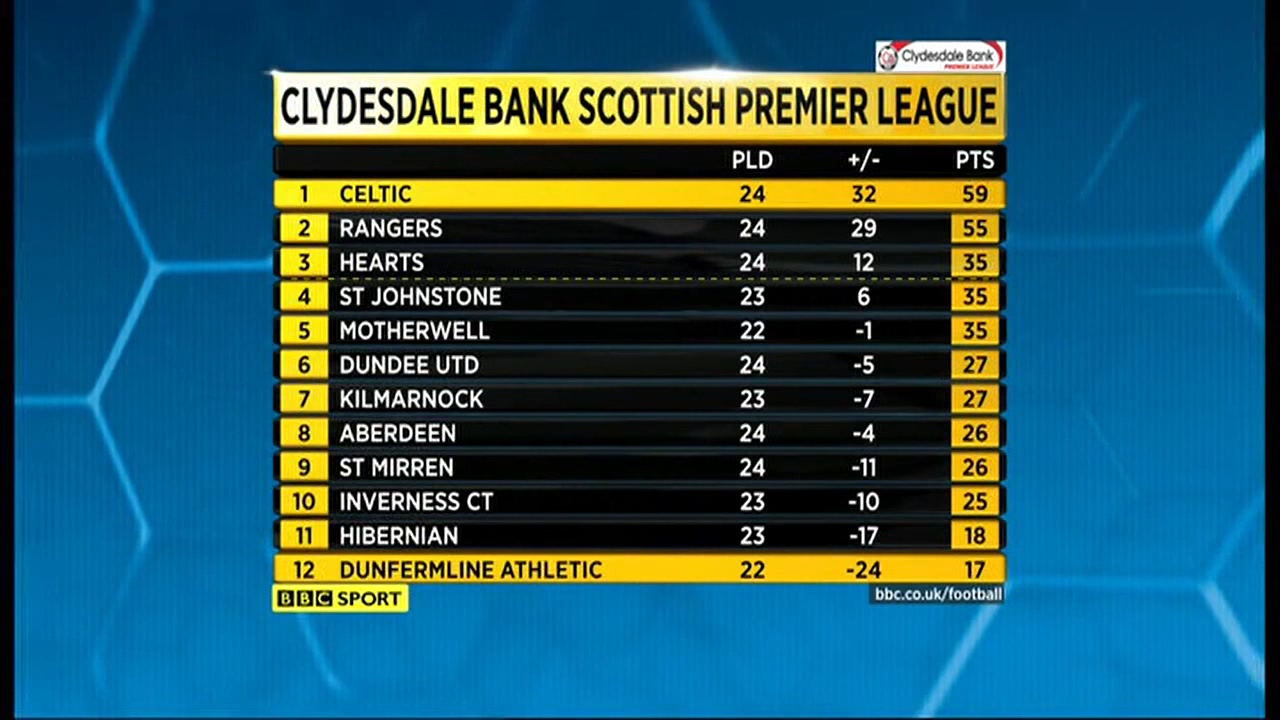 Clydesdale Bank
PREMIER LEAGUE
CLYDESDALE BANK SCOTTISH PREMIER LEAGUE
PLD +/- PTS
1 CELTIC 24 32 59
2 RANGERS 24 29 55
3 HEARTS 24 12 35
4 ST JOHNSTONE 23 6 35
5 MOTHERWELL 22 -1 35
6 DUNDEE UTD 24 -5 27
7 KILMARNOCK 23 -7 27
8 ABERDEEN 24 -4 26
9 ST MIRREN 24 -11 26
10 INVERNESS CT 23 -10 25
11 HIBERNIAN 23 -17 18
12 DUNFERMLINE ATHLETIC 22 -24 17
BBC SPORT
bbc.co.uk/football